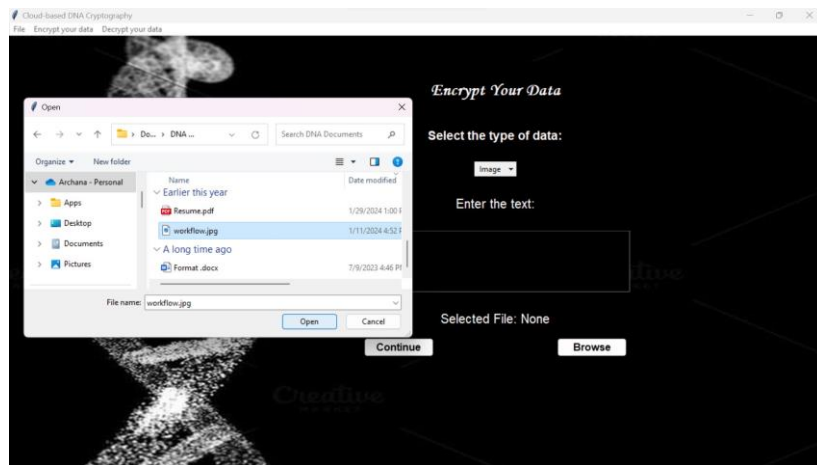 Cloud-based DNA Cryptography
File Encrypt your data Decrypt your data
Encrypt Your Data
Open
Do... › DNA ...
Search DNA Documents
Select the type of data:
Organize
New folder
Image
Archana - Personal
Name
Date modified
Earlier this year
Apps
Resume.pdf
1/29/2024 1:00
Enter the text:
Desktop
workflow.jpg
1/11/2024 4:52
Documents
A long time ago
Pictures
Format .docx
7/9/2023 4:46
File name:
workflow.jpg
Open
Cancel
Selected File: None
Continue
Browse
Creative
MARKET